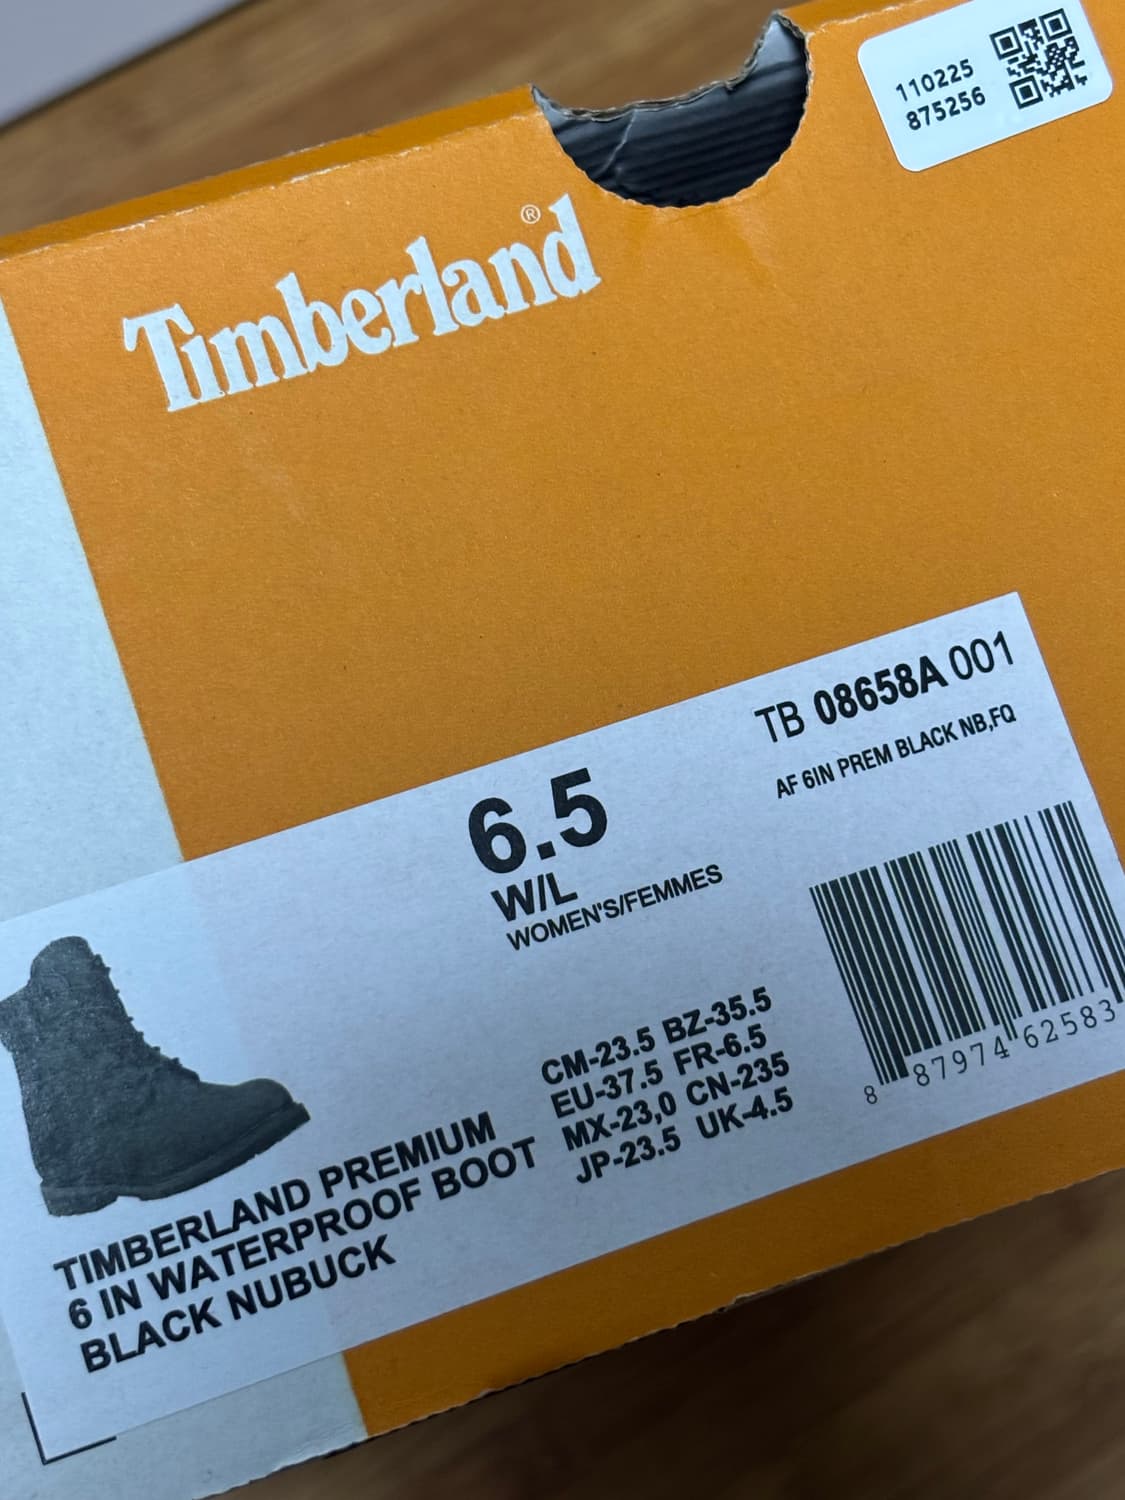 110225
875256
Timberland®
TB 08658A 001
AF 6IN PREM BLACK NB,FQ
6.5
W/L
WOMEN'S/FEMMES
CM-23.5 BZ-35.5
EU-37.5 FR-6.5
MX-23,0 CN-235
JP-23.5 UK-4.5
8 87974 62583
TIMBERLAND PREMIUM
6 IN WATERPROOF BOOT
BLACK NUBUCK